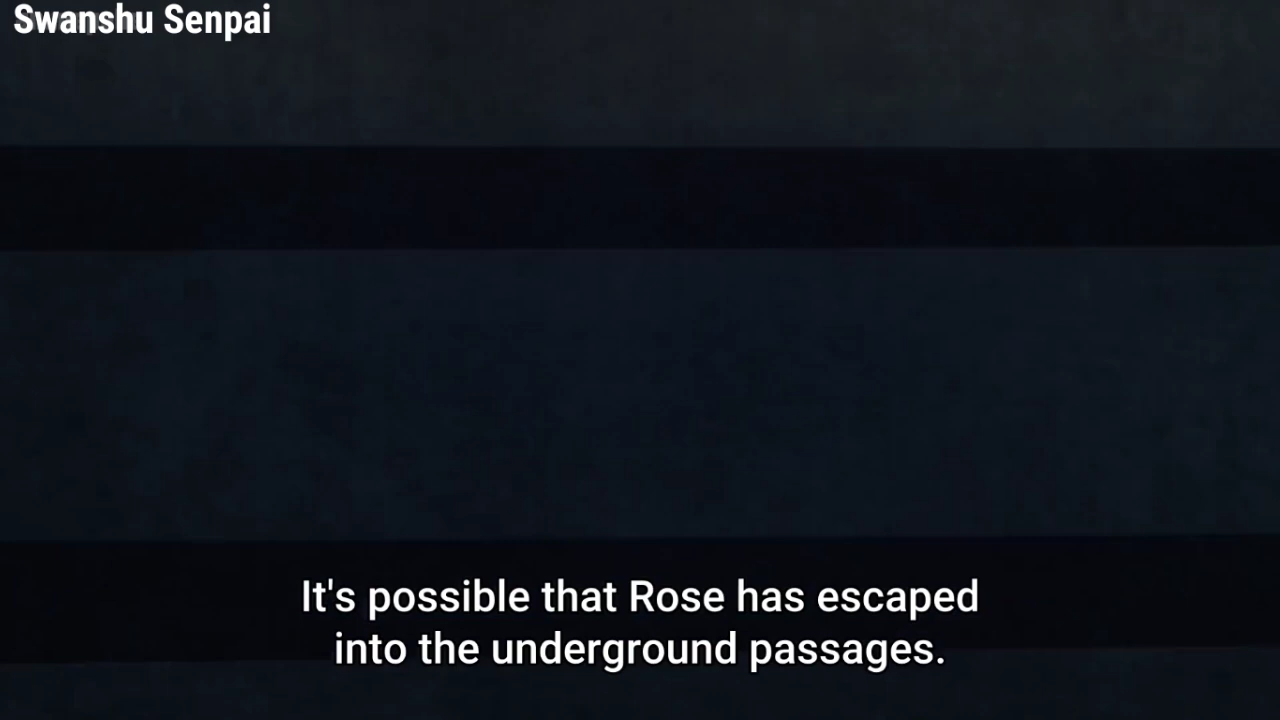 Swanshu Senpai
It's possible that Rose has escaped
into the underground passages.